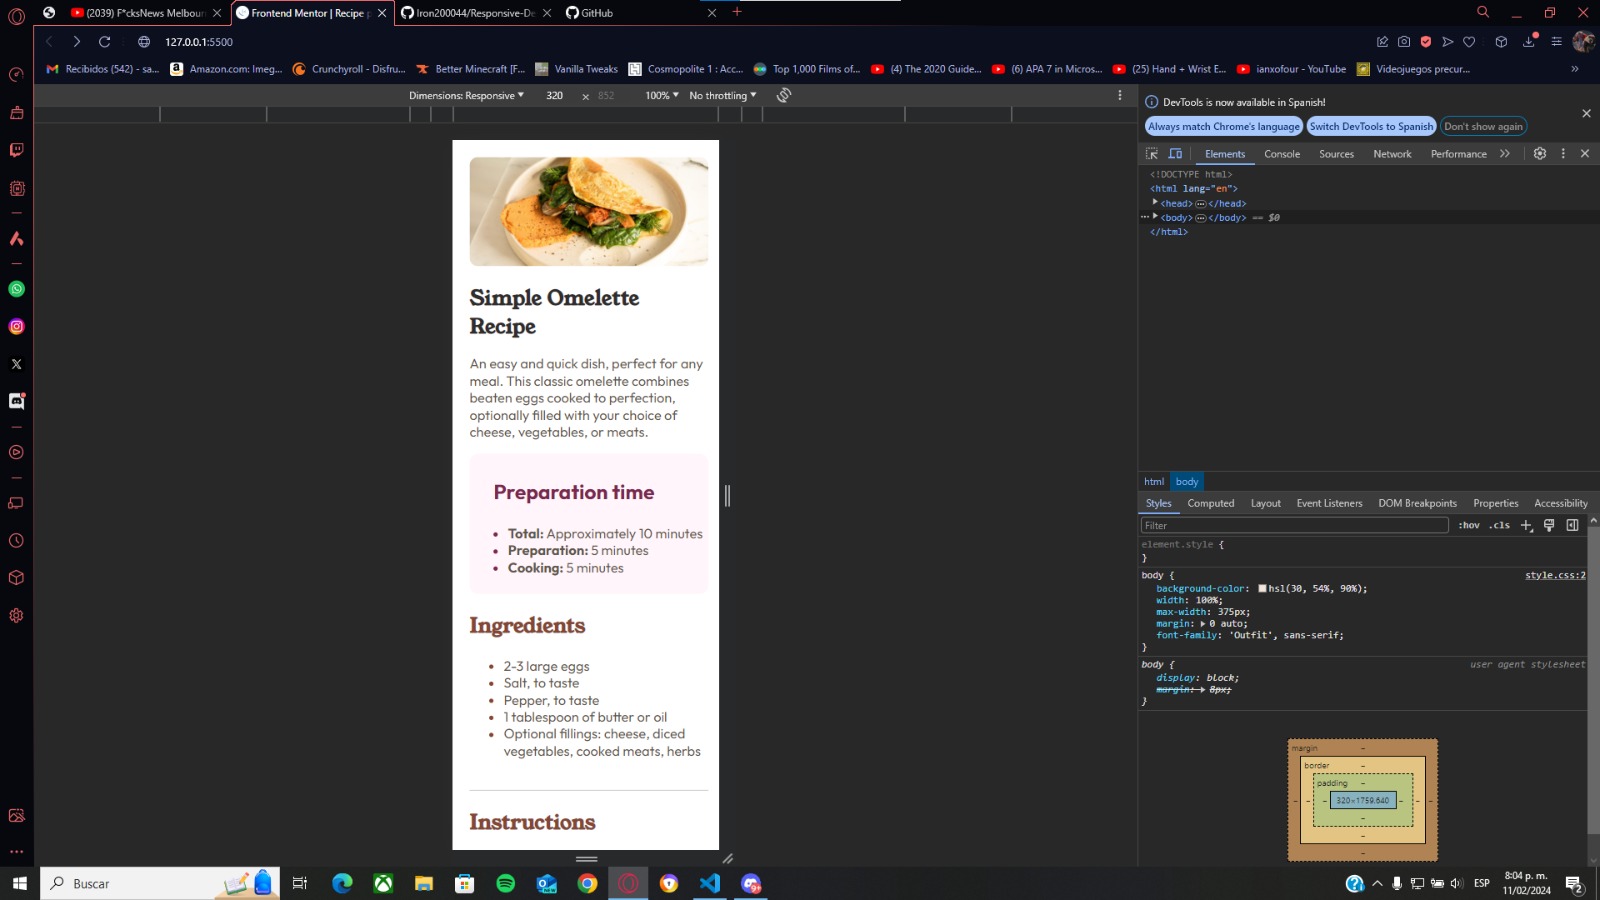 (2039) F*cksNews Melbour
Frontend Mentor | Recipe p
Iron200044/Responsive-De
GitHub
127.0.0.1:5500
Recibidos (542) - sa...
Amazon.com: Imeg...
Crunchyroll - Disfru...
Better Minecraft [F...
Vanilla Tweaks
Cosmopolite 1 : Acc...
Top 1,000 Films of...
(4) The 2020 Guide...
(6) APA 7 in Micros...
(25) Hand + Wrist E...
ianxofour - YouTube
Videojuegos precur...
»
Dimensions: Responsive 320 x 852 100% No throttling
DevTools is now available in Spanish!
Always match Chrome's language Switch DevTools to Spanish Don't show again
Elements Console Sources Network Performance »
<!DOCTYPE html>
<html lang="en">
<head>…</head>
<body>…</body> == $0
</html>
Simple Omelette
Recipe
An easy and quick dish, perfect for any
meal. This classic omelette combines
beaten eggs cooked to perfection,
optionally filled with your choice of
cheese, vegetables, or meats.
Preparation time
• Total: Approximately 10 minutes
• Preparation: 5 minutes
• Cooking: 5 minutes
Ingredients
• 2-3 large eggs
• Salt, to taste
• Pepper, to taste
• 1 tablespoon of butter or oil
• Optional fillings: cheese, diced
vegetables, cooked meats, herbs
Instructions
html body
Styles Computed Layout Event Listeners DOM Breakpoints Properties Accessibility
Filter :hov .cls
element.style {
}
body { style.css:2
background-color: hsl(30, 54%, 90%);
width: 100%;
max-width: 375px;
margin: 0 auto;
font-family: 'Outfit', sans-serif;
}
body { user agent stylesheet
display: block;
margin: 8px;
}
margin -
border -
padding -
- - - 320×1759.640 - - -
-
-
-
Buscar
ESP
8:04 p. m.
11/02/2024
2